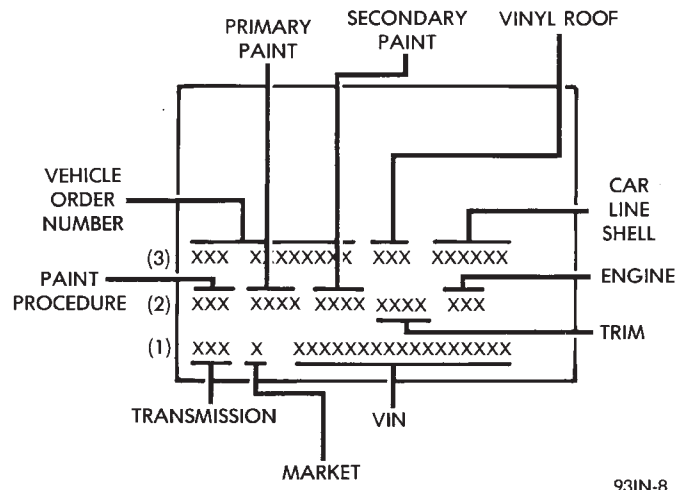 PRIMARY
PAINT
SECONDARY
PAINT
VINYL ROOF
VEHICLE
ORDER
NUMBER
CAR
LINE
SHELL
(3) XXX X XXXXXXXX XXX XXXXXX
PAINT
PROCEDURE
ENGINE
(2) XXX XXXX XXXX XXXX XXX
TRIM
(1) XXX X XXXXXXXXXXXXXXXXX
TRANSMISSION
VIN
MARKET
93IN-8